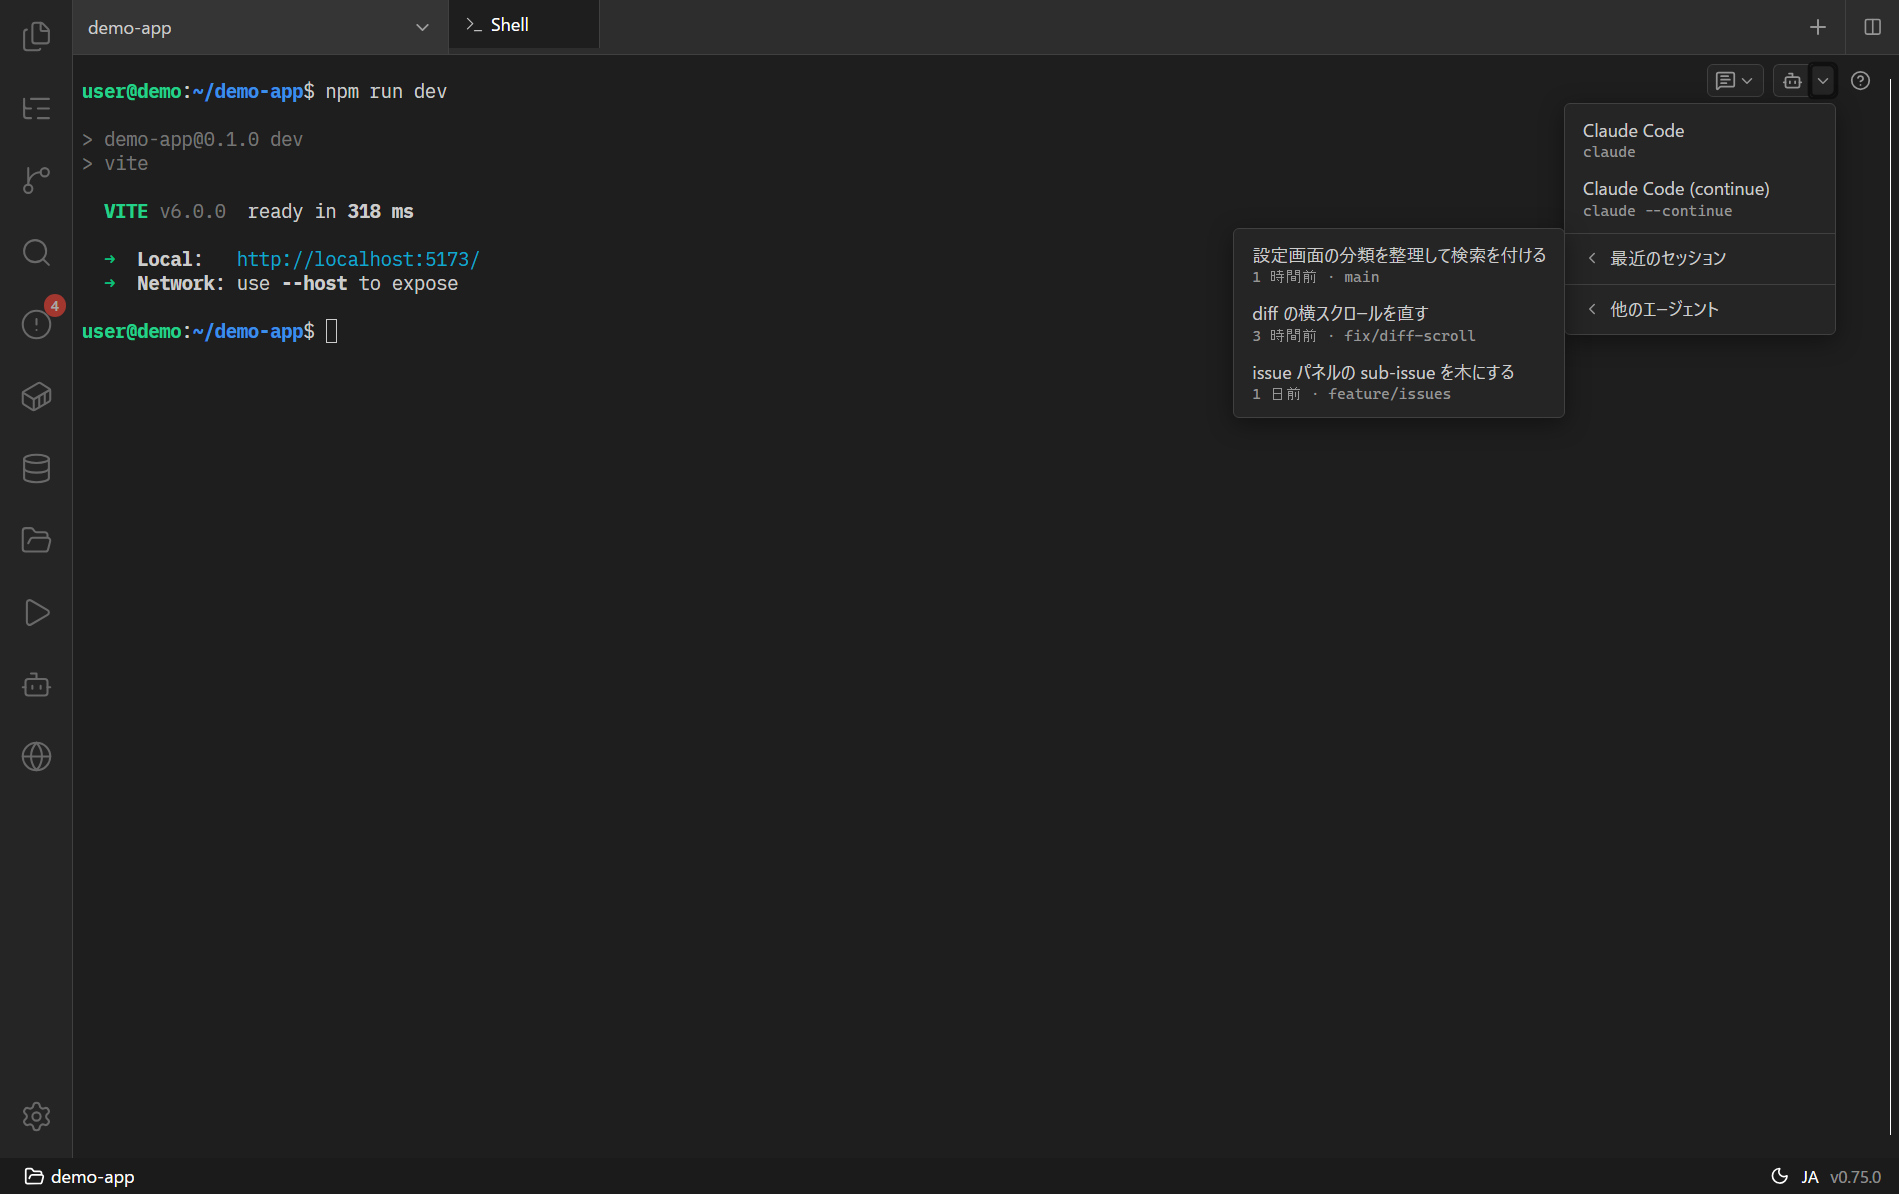 demo-app
Shell
user@demo:~/demo-app$ npm run dev
> demo-app@0.1.0 dev
> vite
VITE v6.0.0 ready in 318 ms
➜ Local: http://localhost:5173/
➜ Network: use --host to expose
user@demo:~/demo-app$
4
Claude Code
claude
Claude Code (continue)
claude --continue
最近のセッション
他のエージェント
設定画面の分類を整理して検索を付ける
1 時間前 · main
diff の横スクロールを直す
3 時間前 · fix/diff-scroll
issue パネルの sub-issue を木にする
1 日前 · feature/issues
demo-app
JA v0.75.0